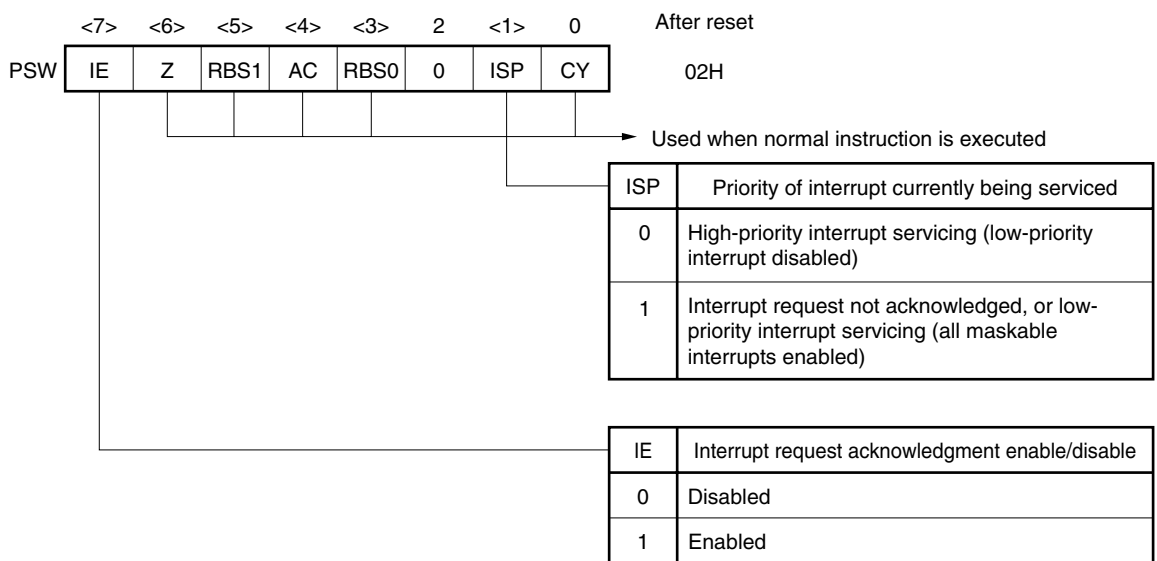 <7> <6> <5> <4> <3> 2 <1> 0 After reset
PSW IE Z RBS1 AC RBS0 0 ISP CY 02H
Used when normal instruction is executed
ISP Priority of interrupt currently being serviced
0 High-priority interrupt servicing (low-priority
interrupt disabled)
1 Interrupt request not acknowledged, or low-
priority interrupt servicing (all maskable
interrupts enabled)
IE Interrupt request acknowledgment enable/disable
0 Disabled
1 Enabled